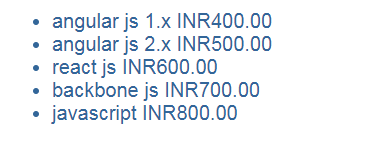 angular js 1.x INR400.00
angular js 2.x INR500.00
react js INR600.00
backbone js INR700.00
javascript INR800.00